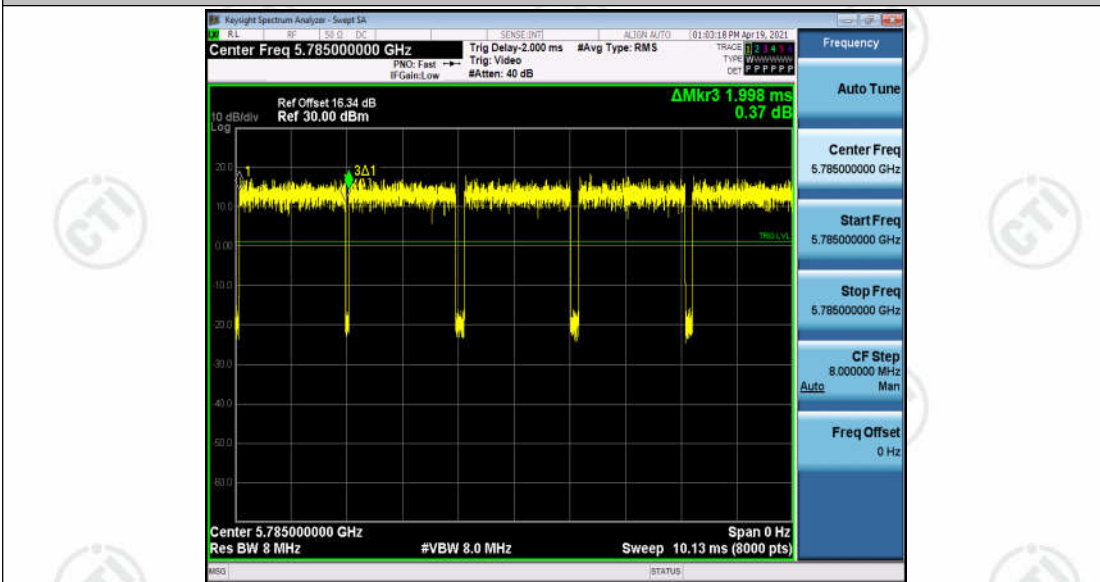 Keysight Spectrum Analyzer - Swept SA
RL RF 50 Ω DC SENSE:INT ALIGN AUTO 01:03:18 PM Apr 19, 2021
Center Freq 5.785000000 GHz
PNO: Fast
IFGain:Low
Trig Delay-2.000 ms
Trig: Video
#Atten: 40 dB
#Avg Type: RMS
TRACE 1 2 3 4 5 6
TYPE WWWWWW
DET P P P P P P
Ref Offset 16.34 dB
10 dB/div Ref 30.00 dBm
Log
ΔMkr3 1.998 ms
0.37 dB
20.0
10.0
0.00
-10.0
-20.0
-30.0
-40.0
-50.0
-60.0
1
3Δ1
TRIG LVL
Center 5.785000000 GHz Span 0 Hz
Res BW 8 MHz #VBW 8.0 MHz Sweep 10.13 ms (8000 pts)
MSG STATUS
Frequency
Auto Tune
Center Freq
5.785000000 GHz
Start Freq
5.785000000 GHz
Stop Freq
5.785000000 GHz
CF Step
8.000000 MHz
Auto Man
Freq Offset
0 Hz
CTI
CTI